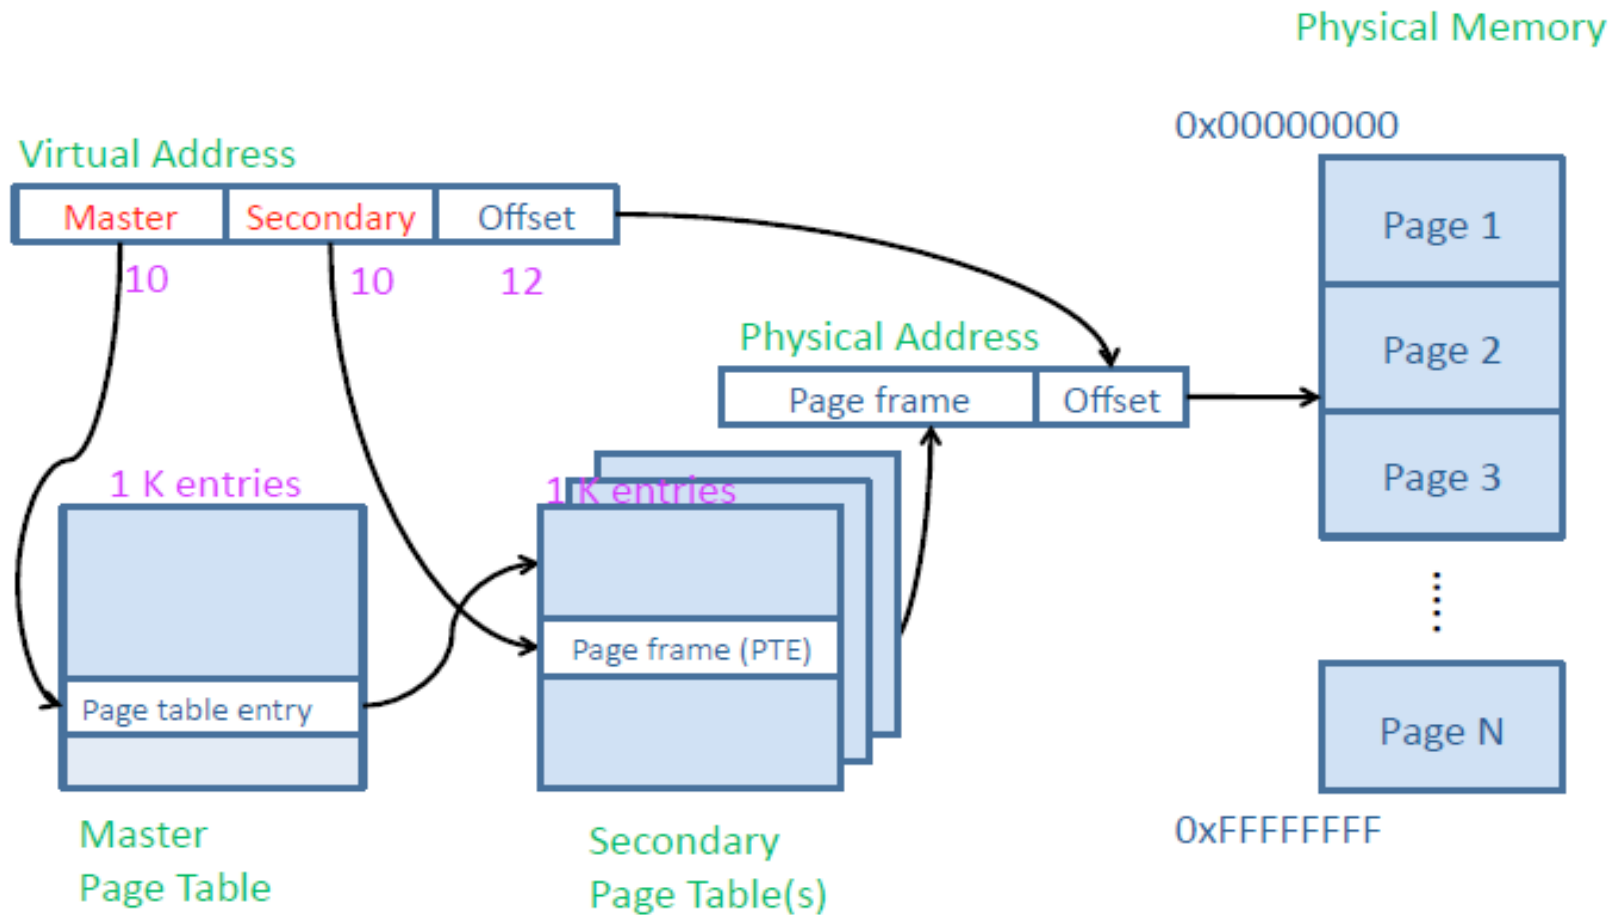 Physical Memory
0x00000000
Virtual Address
Master Secondary Offset
10 10 12
Page 1
Page 2
Page 3
Physical Address
Page frame Offset
1 K entries
1 K entries
Page frame (PTE)
Page table entry
Page N
0xFFFFFFFF
Master
Page Table
Secondary
Page Table(s)